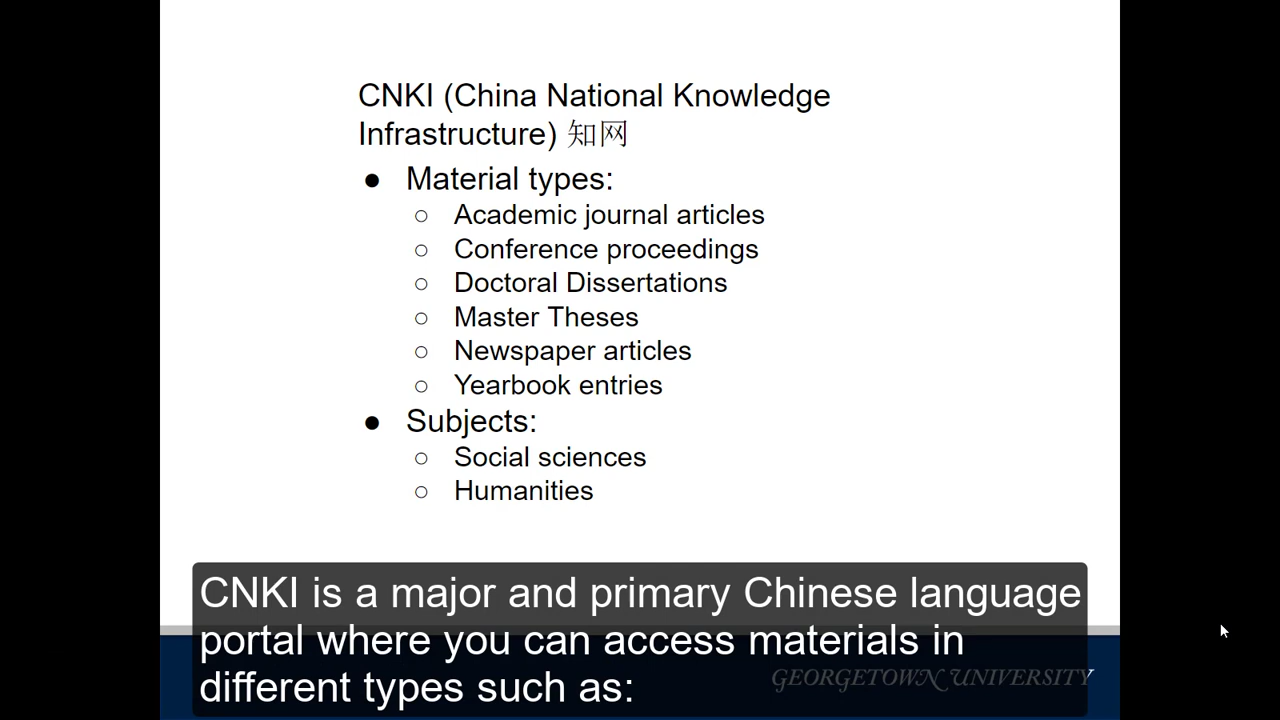 CNKI (China National Knowledge
Infrastructure) 知网
● Material types:
○ Academic journal articles
○ Conference proceedings
○ Doctoral Dissertations
○ Master Theses
○ Newspaper articles
○ Yearbook entries
● Subjects:
○ Social sciences
○ Humanities
CNKI is a major and primary Chinese language
portal where you can access materials in
different types such as:
GEORGETOWN UNIVERSITY